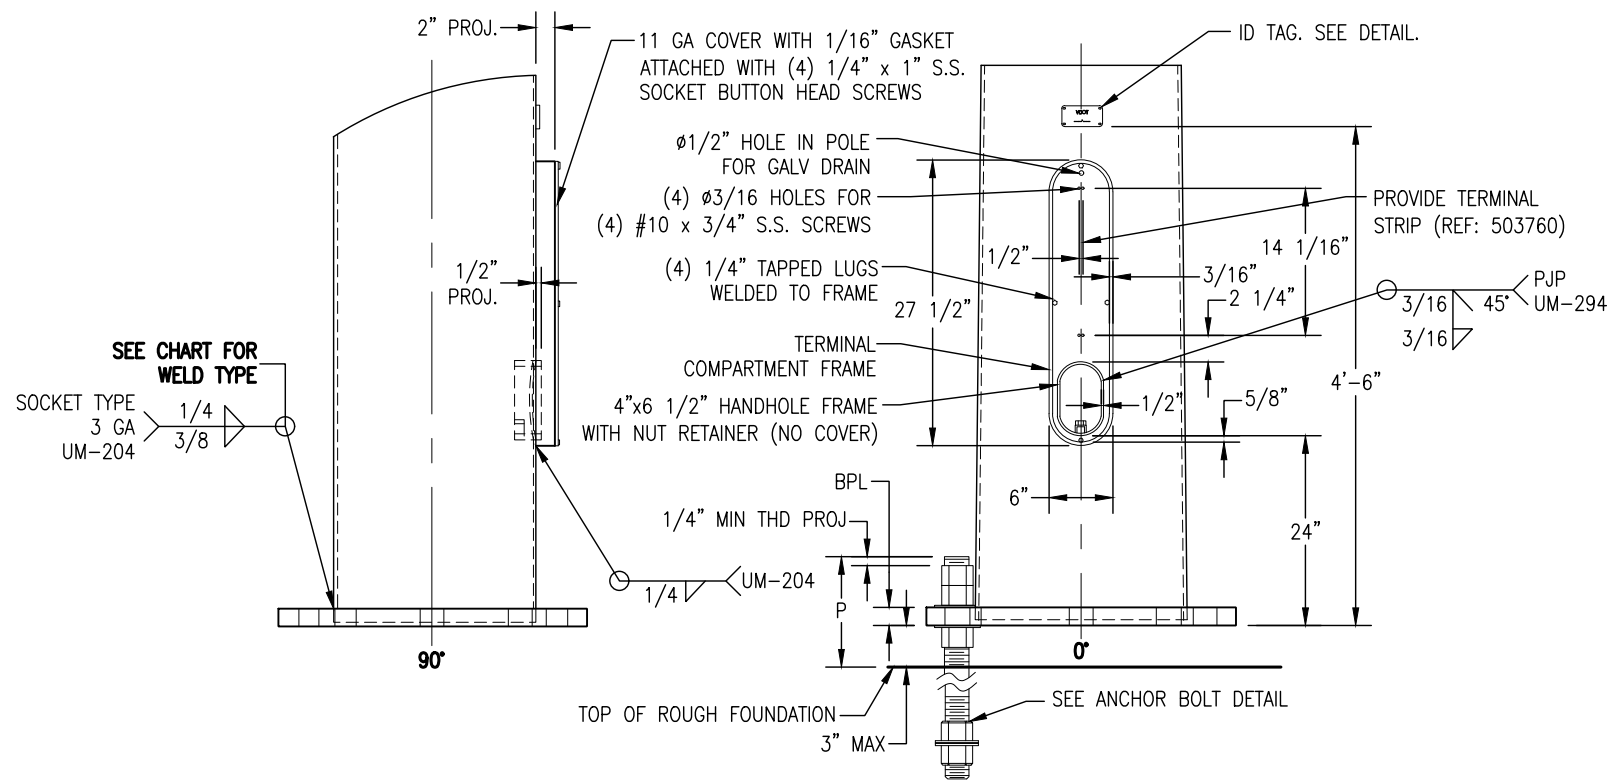 2" PROJ.
11 GA COVER WITH 1/16" GASKET
ATTACHED WITH (4) 1/4" x 1" S.S.
SOCKET BUTTON HEAD SCREWS
ID TAG. SEE DETAIL.
VDOT
ø1/2" HOLE IN POLE
FOR GALV DRAIN
(4) ø3/16 HOLES FOR
(4) #10 x 3/4" S.S. SCREWS
PROVIDE TERMINAL
STRIP (REF: 503760)
14 1/16"
1/2"
(4) 1/4" TAPPED LUGS
WELDED TO FRAME
1/2"
PROJ.
3/16"
2 1/4"
27 1/2"
3/16
45°
3/16
PJP
UM-294
SEE CHART FOR
WELD TYPE
TERMINAL
COMPARTMENT FRAME
4'-6"
SOCKET TYPE
3 GA
UM-204
1/4
3/8
4"x6 1/2" HANDHOLE FRAME
WITH NUT RETAINER (NO COVER)
1/2"
5/8"
BPL
6"
1/4" MIN THD PROJ
24"
1/4
UM-204
P
90°
0°
TOP OF ROUGH FOUNDATION
SEE ANCHOR BOLT DETAIL
3" MAX